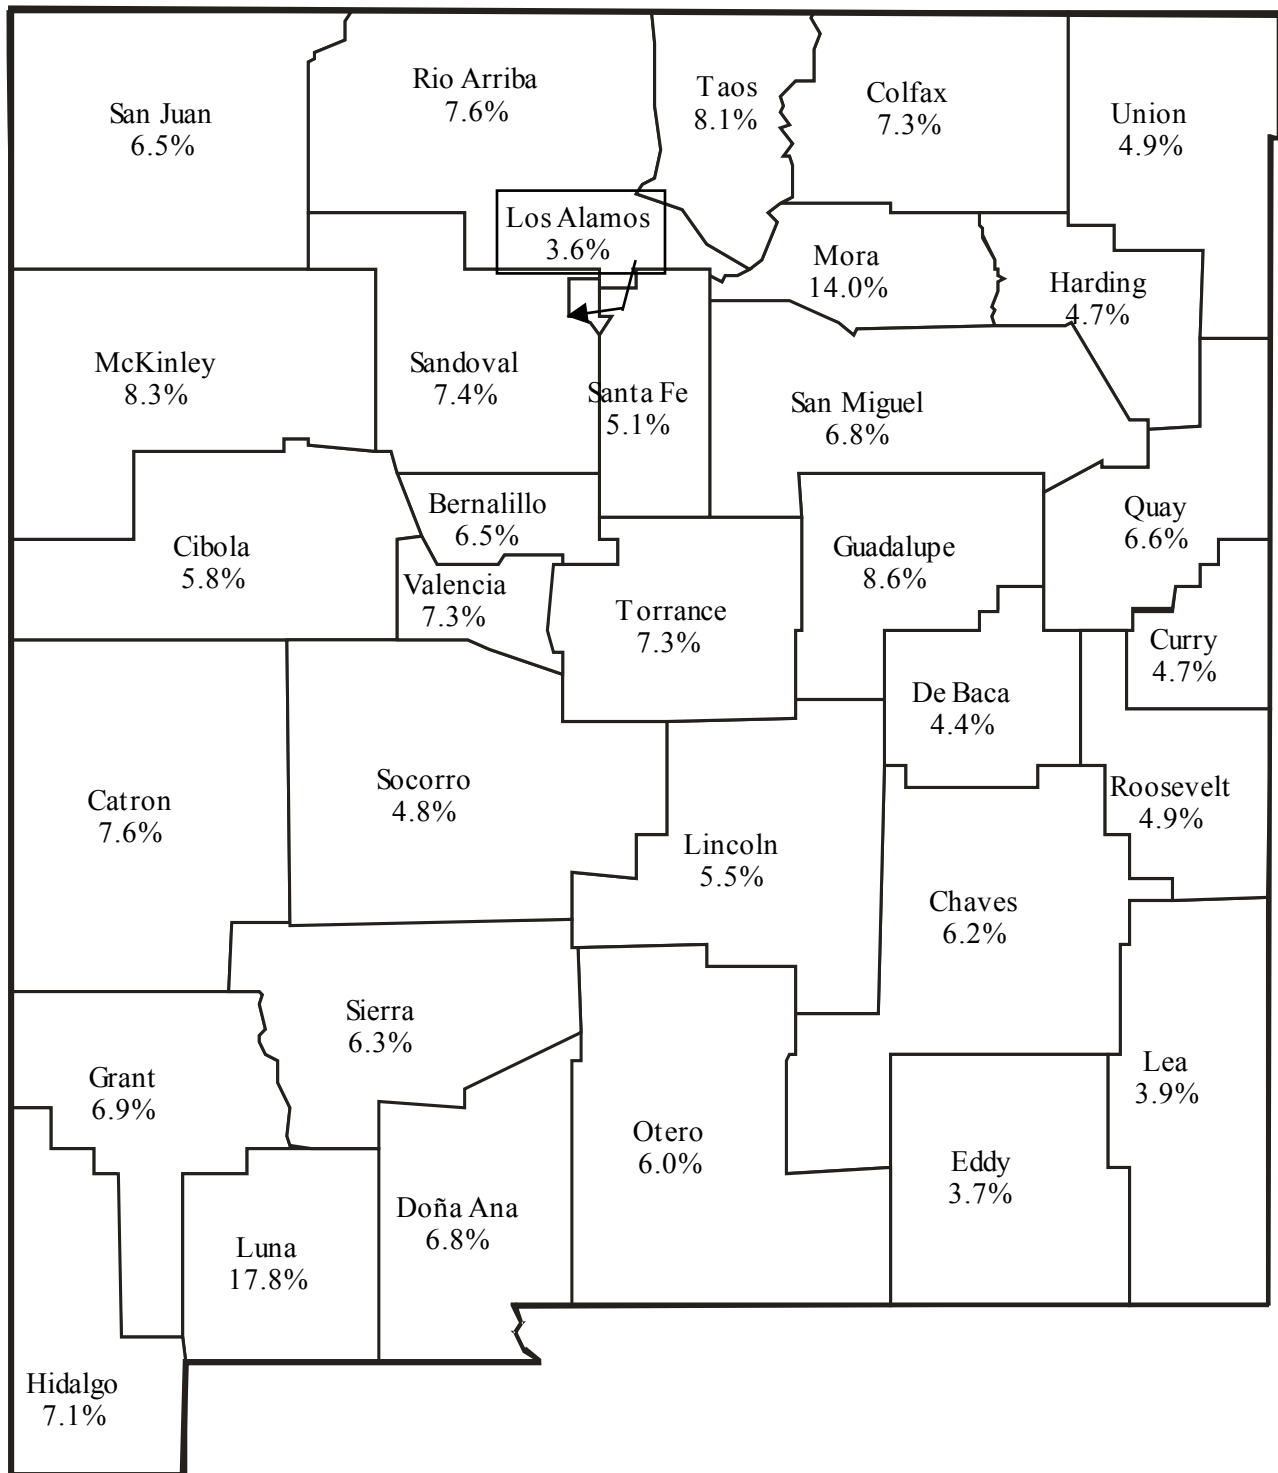 Rio Arriba
7.6%
Taos
8.1%
Colfax
7.3%
San Juan
6.5%
Union
4.9%
Los Alamos
3.6%
Mora
14.0%
Harding
4.7%
McKinley
8.3%
Sandoval
7.4%
Santa Fe
5.1%
San Miguel
6.8%
Bernalillo
6.5%
Quay
6.6%
Cibola
5.8%
Guadalupe
8.6%
Valencia
7.3%
Torrance
7.3%
Curry
4.7%
De Baca
4.4%
Socorro
4.8%
Catron
7.6%
Roosevelt
4.9%
Lincoln
5.5%
Chaves
6.2%
Sierra
6.3%
Lea
3.9%
Grant
6.9%
Otero
6.0%
Eddy
3.7%
Doña Ana
6.8%
Luna
17.8%
Hidalgo
7.1%